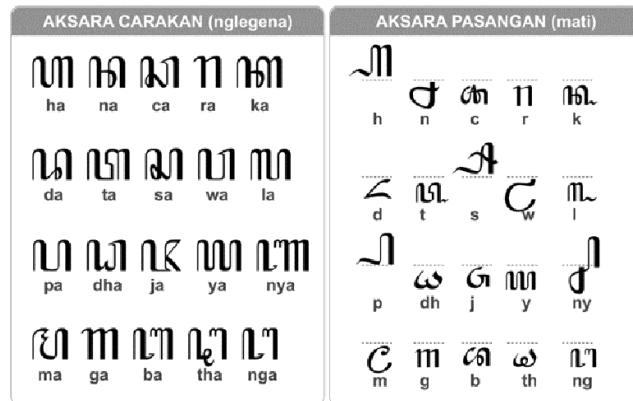 AKSARA CARAKAN (nglegena)
ꦲ ꦤ ꦕ ꦫ ꦏ
ha na ca ra ka
ꦢ ꦠ ꦱ ꦮ ꦭ
da ta sa wa la
ꦥ ꦝ ꦗ ꦪ ꦚ
pa dha ja ya nya
ꦩ ꦒ ꦧ ꦛ ꦔ
ma ga ba tha nga
AKSARA PASANGAN (mati)
꧀ꦲ ꧀ꦤ ꧀ꦕ ꧀ꦫ ꧀ꦏ
h n c r k
꧀ꦢ ꧀ꦠ ꧀ꦱ ꧀ꦮ ꧀ꦭ
d t s w l
꧀ꦥ ꧀ꦝ ꧀ꦗ ꧀ꦪ ꧀ꦚ
p dh j y ny
꧀ꦩ ꧀ꦒ ꧀ꦧ ꧀ꦛ ꧀ꦔ
m g b th ng